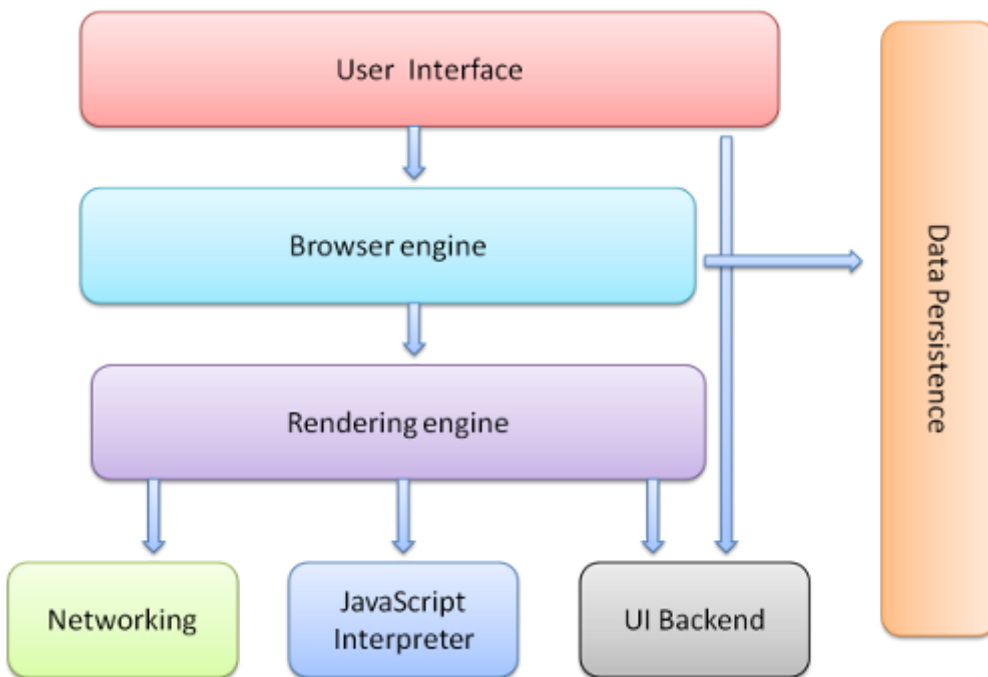 User Interface
Browser engine
Rendering engine
Networking
JavaScript
Interpreter
UI Backend
Data Persistence